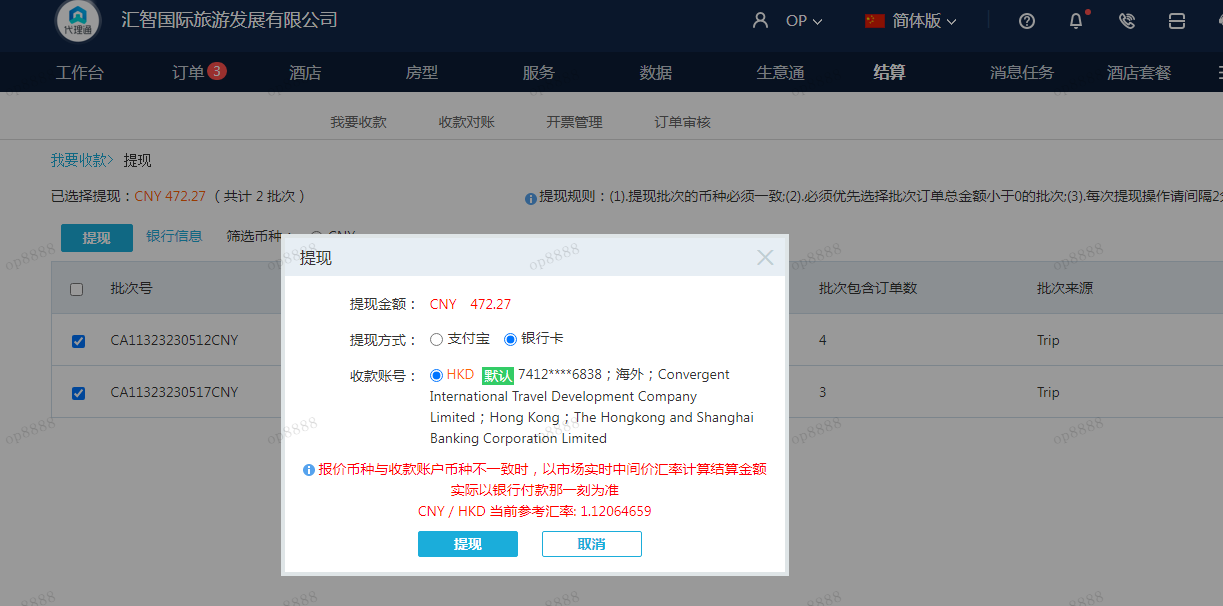 汇智国际旅游发展有限公司
代理通
OP
简体版
工作台
订单 3
酒店
房型
服务
数据
生意通
结算
消息任务
酒店套餐
我要收款
收款对账
开票管理
订单审核
我要收款> 提现
已选择提现：CNY 472.27 （ 共计 2 批次 ）
提现规则：(1).提现批次的币种必须一致;(2).必须优先选择批次订单总金额小于0的批次;(3).每次提现操作请间隔2
提现
银行信息
筛选币种：
CNY
批次号
批次包含订单数
批次来源
CA11323230512CNY
4
Trip
CA11323230517CNY
3
Trip
提现
提现金额： CNY 472.27
提现方式： 支付宝 银行卡
收款账号： HKD 默认 7412****6838；海外；Convergent
International Travel Development Company
Limited；Hong Kong；The Hongkong and Shanghai
Banking Corporation Limited
报价币种与收款账户币种不一致时，以市场实时中间价汇率计算结算金额
实际以银行付款那一刻为准
CNY / HKD 当前参考汇率: 1.12064659
提现
取消
op8888
op8888
op8888
op8888
op8888
op8888
op8888
op8888
op8888
op8888
op8888
op8888
op8888